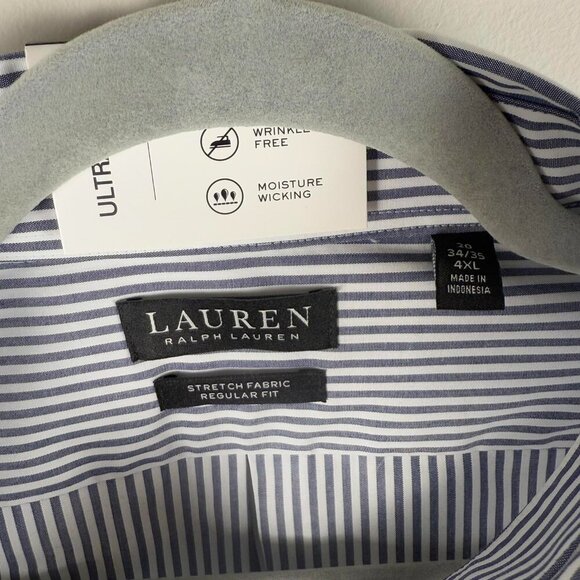 WRINKLE
FREE
MOISTURE
WICKING
ULTRA
20
34/35
4XL
MADE IN
INDONESIA
LAUREN
RALPH LAUREN
STRETCH FABRIC
REGULAR FIT